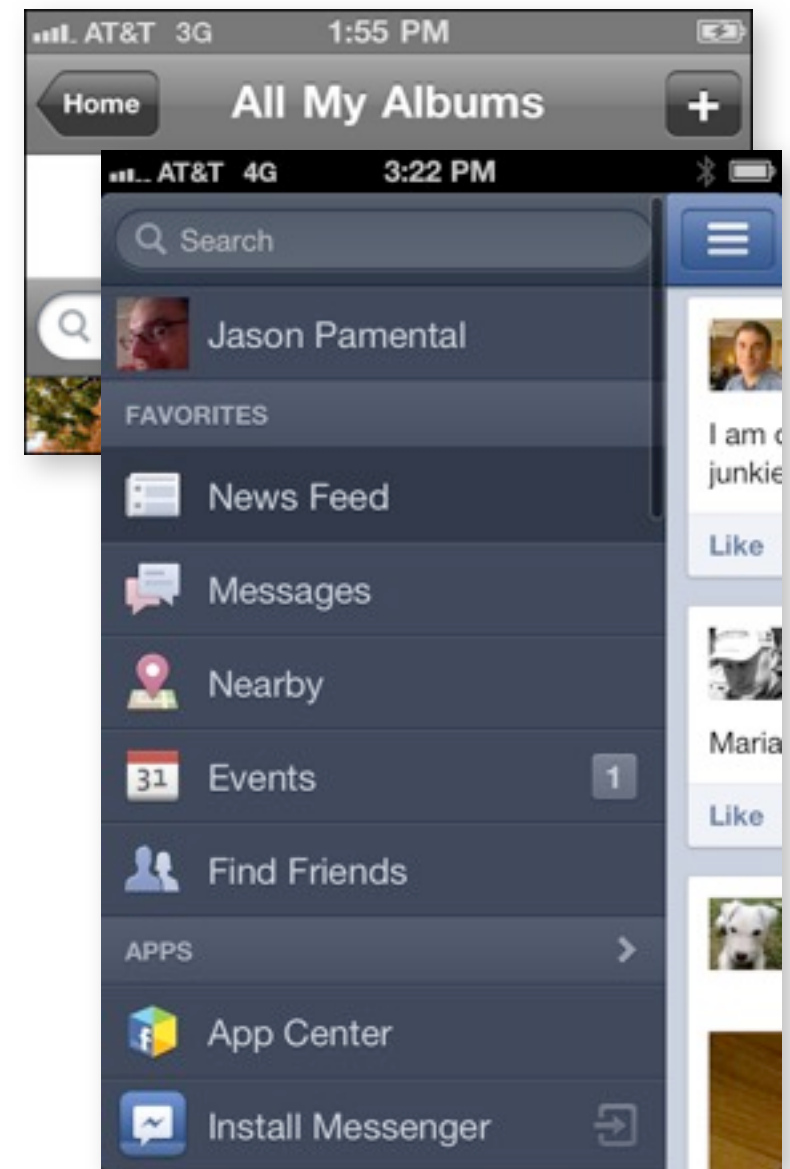 AT&T 3G 1:55 PM
Home All My Albums +
AT&T 4G 3:22 PM
Search
Jason Pamental
FAVORITES
News Feed
Messages
Nearby
31 Events 1
Find Friends
APPS
App Center
Install Messenger
I am
junkie
Like
Maria
Like